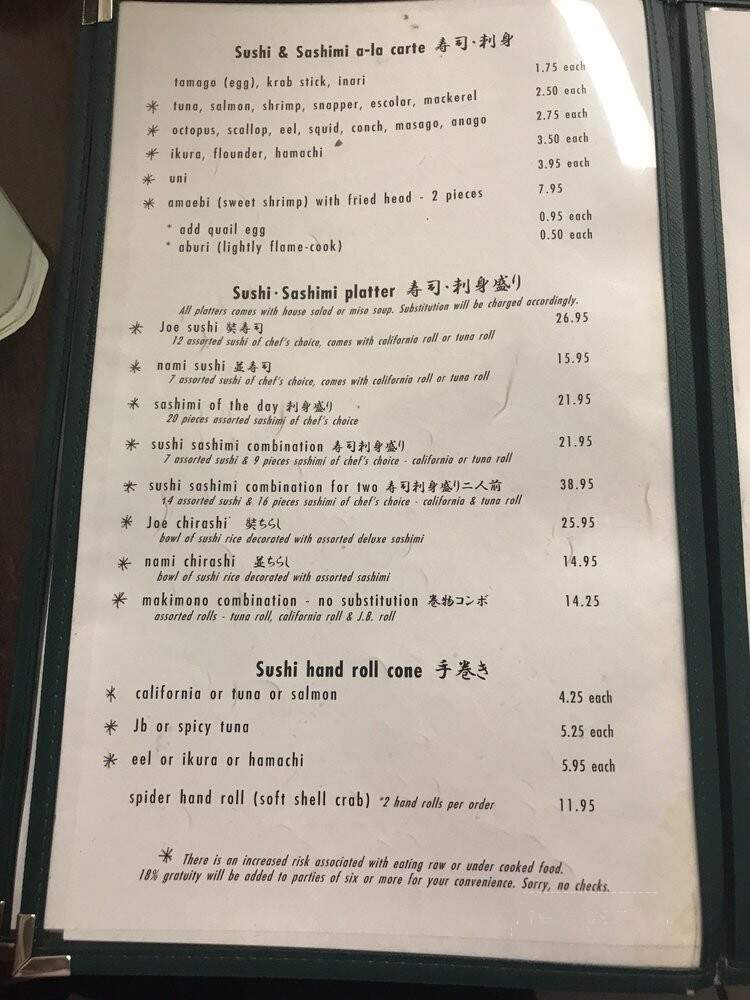 Sushi & Sashimi a-la carte 寿司・刺身
tamago (egg), krab stick, inari 1.75 each
* tuna, salmon, shrimp, snapper, escolar, mackerel 2.50 each
* octopus, scallop, eel, squid, conch, masago, anago 2.75 each
* ikura, flounder, hamachi 3.50 each
* uni 3.95 each
* amaebi (sweet shrimp) with fried head - 2 pieces 7.95
* add quail egg 0.95 each
* aburi (lightly flame-cook) 0.50 each
Sushi・Sashimi platter 寿司・刺身盛り
All platters comes with house salad or miso soup. Substitution will be charged accordingly.
* Joe sushi 奘寿司 26.95
12 assorted sushi of chef's choice, comes with california roll or tuna roll
* nami sushi 並寿司 15.95
7 assorted sushi of chef's choice, comes with california roll or tuna roll
* sashimi of the day 刺身盛り 21.95
20 pieces assorted sashimi of chef's choice
* sushi sashimi combination 寿司刺身盛り 21.95
7 assorted sushi & 9 pieces sashimi of chef's choice - california or tuna roll
* sushi sashimi combination for two 寿司刺身盛り二人前 38.95
14 assorted sushi & 16 pieces sashimi of chef's choice - california & tuna roll
* Joe chirashi 奘ちらし 25.95
bowl of sushi rice decorated with assorted deluxe sashimi
* nami chirashi 並ちらし 14.95
bowl of sushi rice decorated with assorted sashimi
* makimono combination - no substitution 巻物コンボ 14.25
assorted rolls - tuna roll, california roll & J.B. roll
Sushi hand roll cone 手巻き
* california or tuna or salmon 4.25 each
* Jb or spicy tuna 5.25 each
* eel or ikura or hamachi 5.95 each
spider hand roll (soft shell crab) *2 hand rolls per order 11.95
* There is an increased risk associated with eating raw or under cooked food.
18% gratuity will be added to parties of six or more for your convenience. Sorry, no checks.